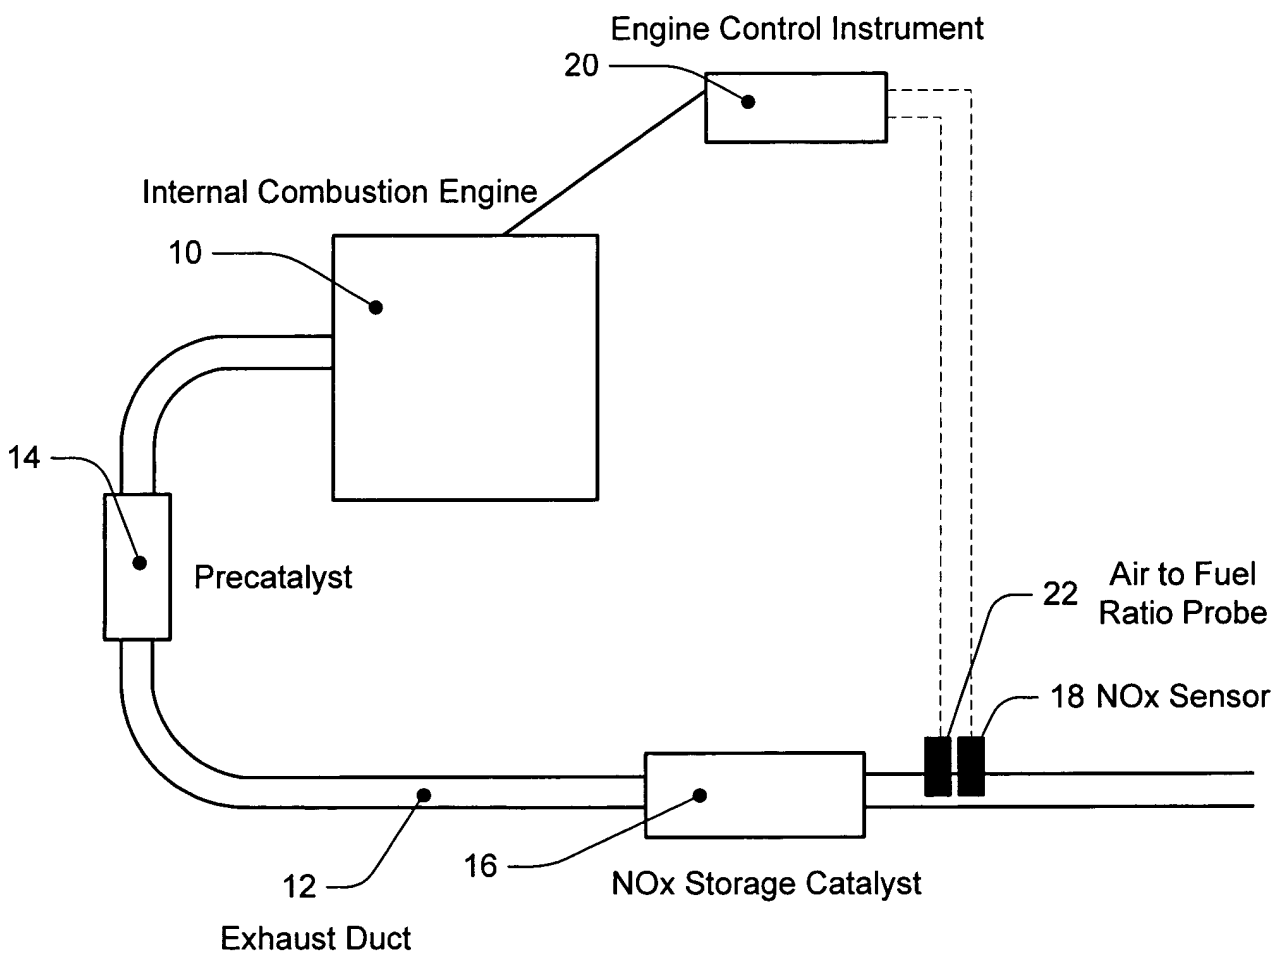 Engine Control Instrument
20
Internal Combustion Engine
10
14
Precatalyst
22
Air to Fuel
Ratio Probe
18 NOx Sensor
16
NOx Storage Catalyst
12
Exhaust Duct